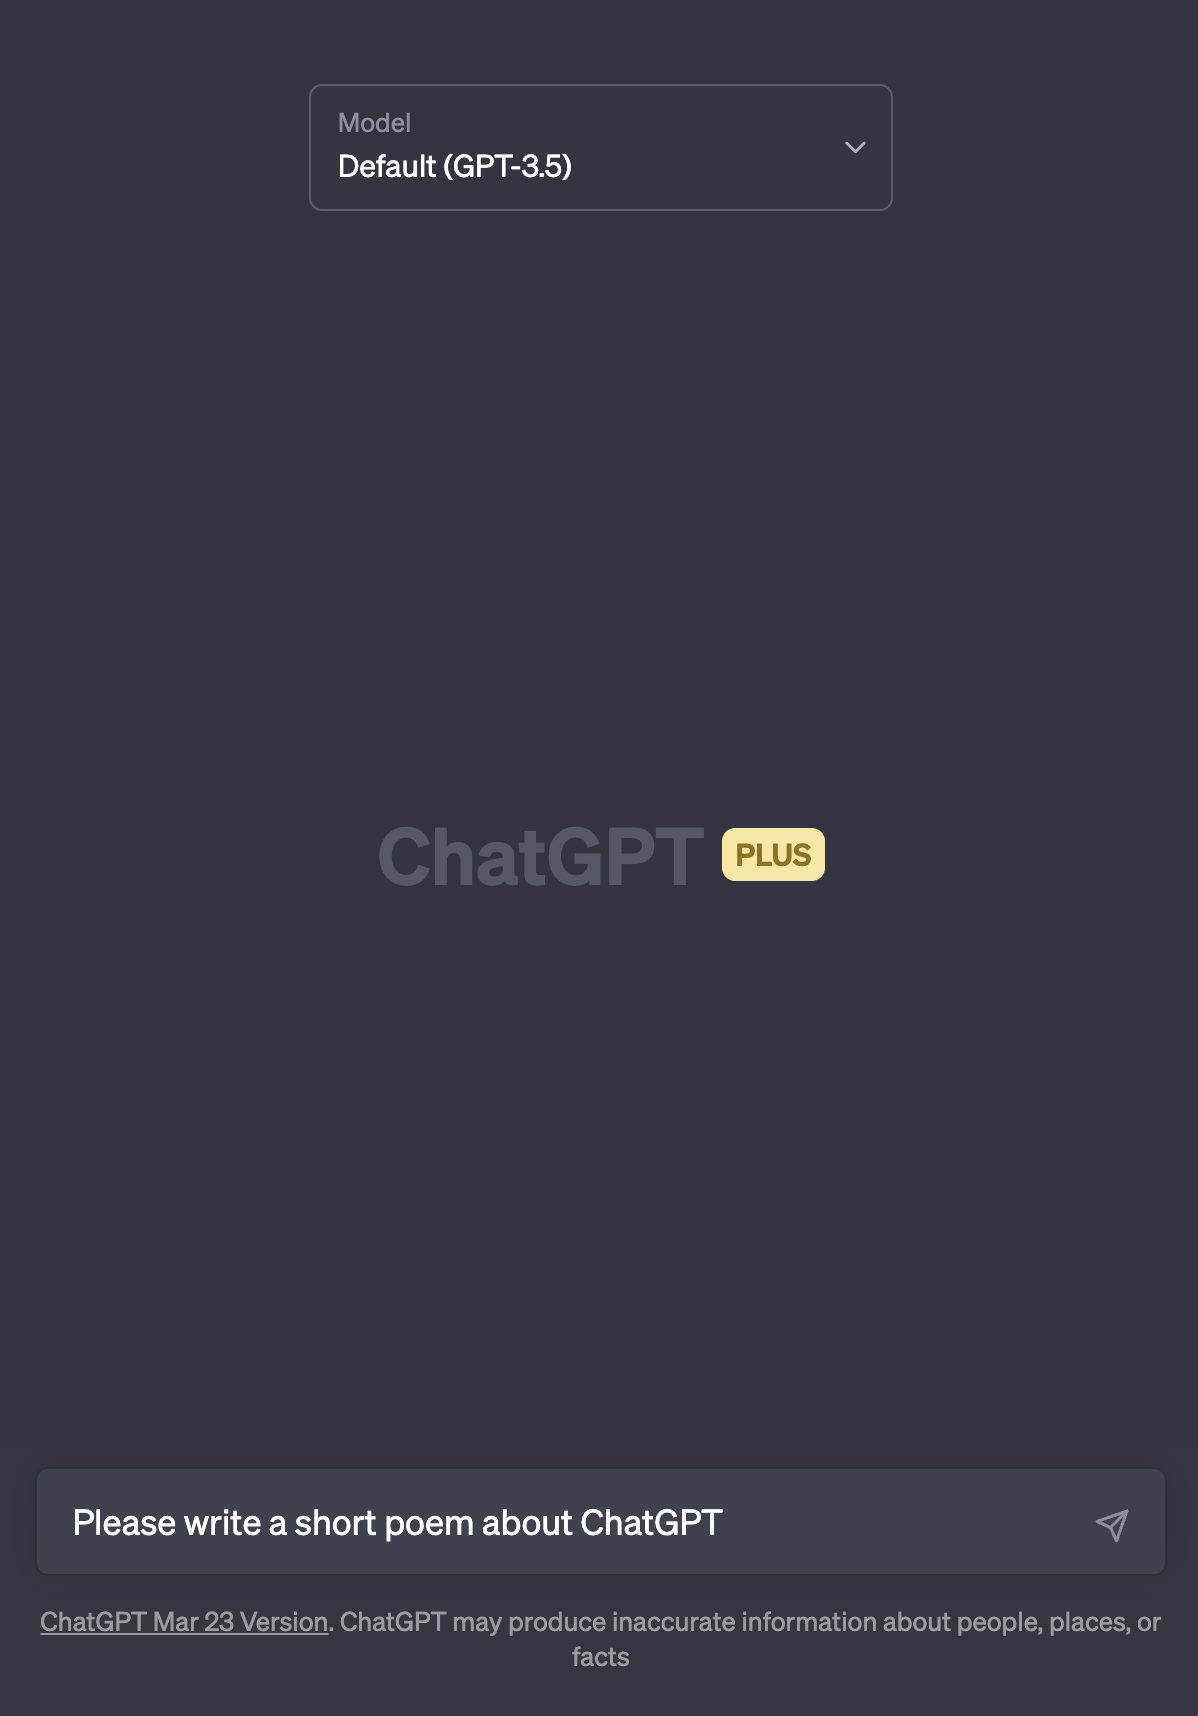 Model
Default (GPT-3.5)
ChatGPT PLUS
Please write a short poem about ChatGPT
ChatGPT Mar 23 Version. ChatGPT may produce inaccurate information about people, places, or
facts